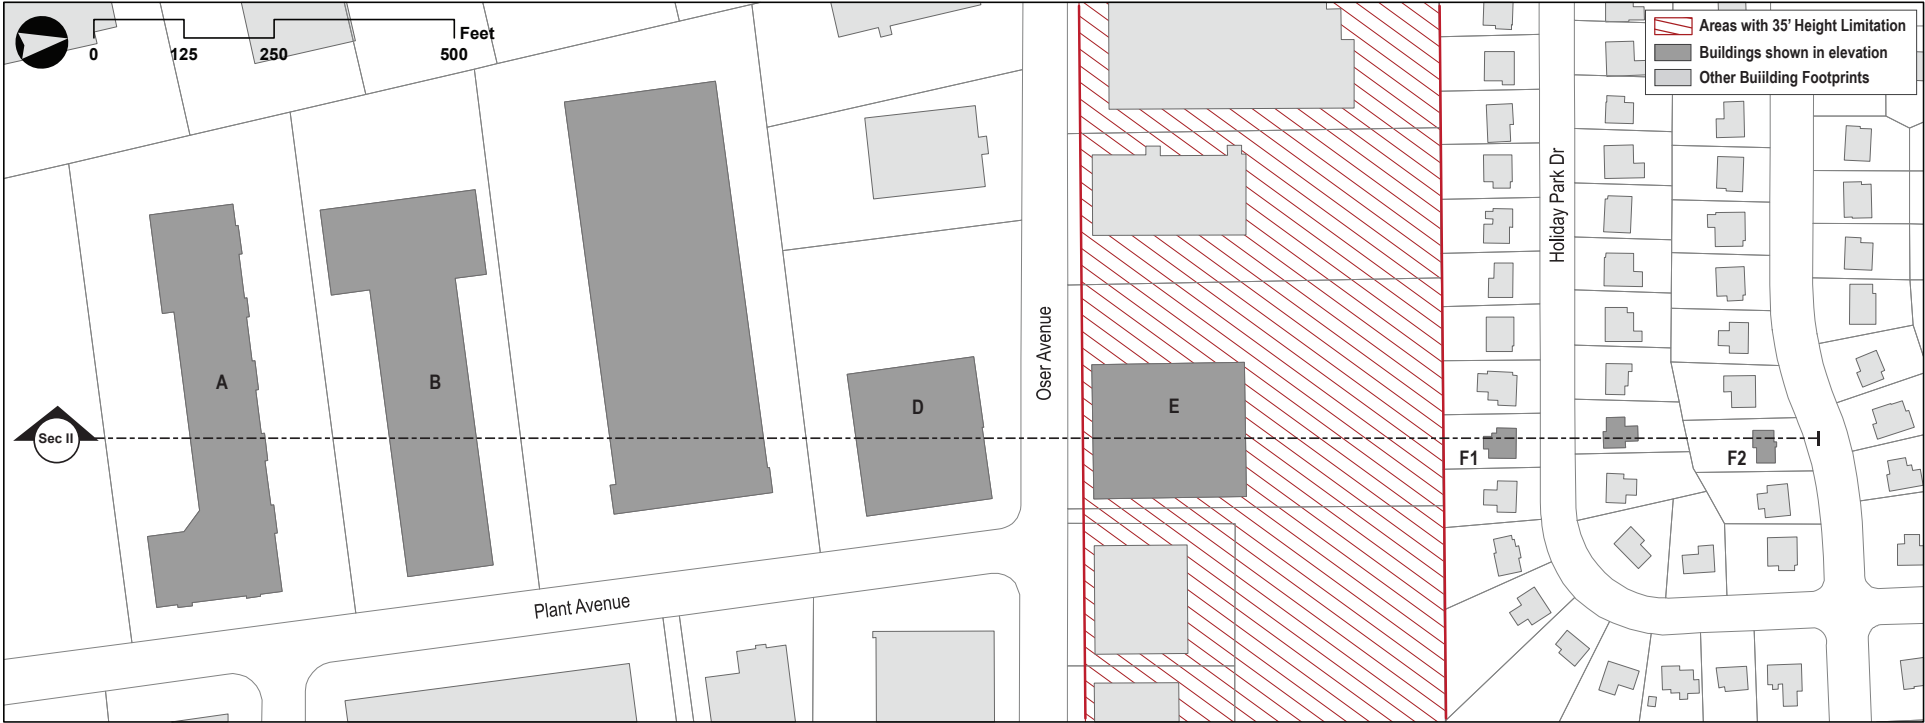 Feet
0 125 250 500
Areas with 35' Height Limitation
Buildings shown in elevation
Other Buiilding Footprints
Holiday Park Dr
Oser Avenue
A
B
D
E
Sec II
F1
F2
Plant Avenue